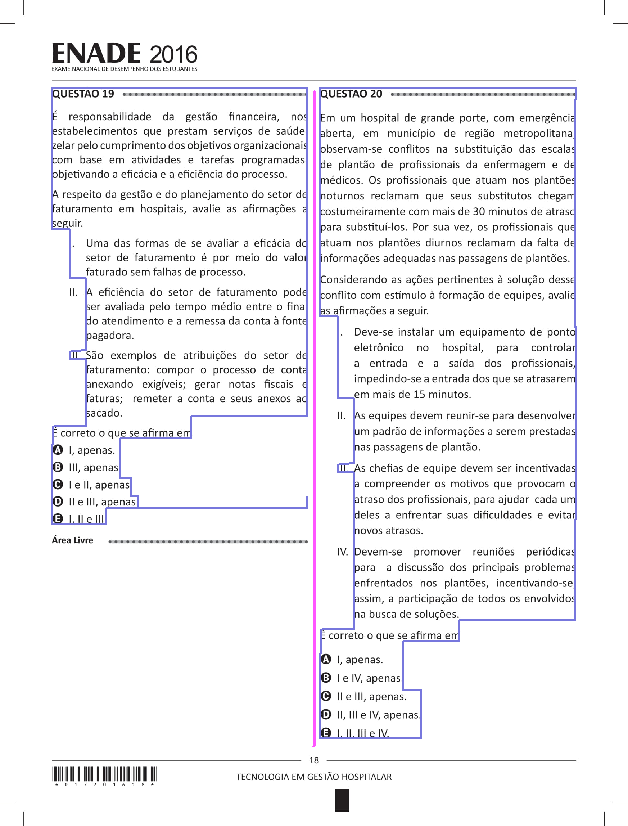 ENADE 2016
EXAME NACIONAL DE DESEMPENHO DOS ESTUDANTES
QUESTÃO 19
É responsabilidade da gestão financeira, nos
estabelecimentos que prestam serviços de saúde,
zelar pelo cumprimento dos objetivos organizacionais
com base em atividades e tarefas programadas,
objetivando a eficácia e a eficiência do processo.
A respeito da gestão e do planejamento do setor de
faturamento em hospitais, avalie as afirmações a
seguir.
I. Uma das formas de se avaliar a eficácia do
setor de faturamento é por meio do valor
faturado sem falhas de processo.
II. A eficiência do setor de faturamento pode
ser avaliada pelo tempo médio entre o final
do atendimento e a remessa da conta à fonte
pagadora.
III. São exemplos de atribuições do setor de
faturamento: compor o processo de conta
anexando exigíveis; gerar notas fiscais e
faturas; remeter a conta e seus anexos ao
sacado.
É correto o que se afirma em
A I, apenas.
B III, apenas.
C I e II, apenas.
D II e III, apenas.
E I, II e III.
Área Livre
QUESTÃO 20
Em um hospital de grande porte, com emergência
aberta, em município de região metropolitana,
observam-se conflitos na substituição das escalas
de plantão de profissionais da enfermagem e de
médicos. Os profissionais que atuam nos plantões
noturnos reclamam que seus substitutos chegam
costumeiramente com mais de 30 minutos de atraso
para substituí-los. Por sua vez, os profissionais que
atuam nos plantões diurnos reclamam da falta de
informações adequadas nas passagens de plantões.
Considerando as ações pertinentes à solução desse
conflito com estímulo à formação de equipes, avalie
as afirmações a seguir.
I. Deve-se instalar um equipamento de ponto
eletrônico no hospital, para controlar
a entrada e a saída dos profissionais,
impedindo-se a entrada dos que se atrasarem
em mais de 15 minutos.
II. As equipes devem reunir-se para desenvolver
um padrão de informações a serem prestadas
nas passagens de plantão.
III. As chefias de equipe devem ser incentivadas
a compreender os motivos que provocam o
atraso dos profissionais, para ajudar cada um
deles a enfrentar suas dificuldades e evitar
novos atrasos.
IV. Devem-se promover reuniões periódicas
para a discussão dos principais problemas
enfrentados nos plantões, incentivando-se,
assim, a participação de todos os envolvidos
na busca de soluções.
É correto o que se afirma em
A I, apenas.
B I e IV, apenas.
C II e III, apenas.
D II, III e IV, apenas.
E I, II, III e IV.
18
TECNOLOGIA EM GESTÃO HOSPITALAR